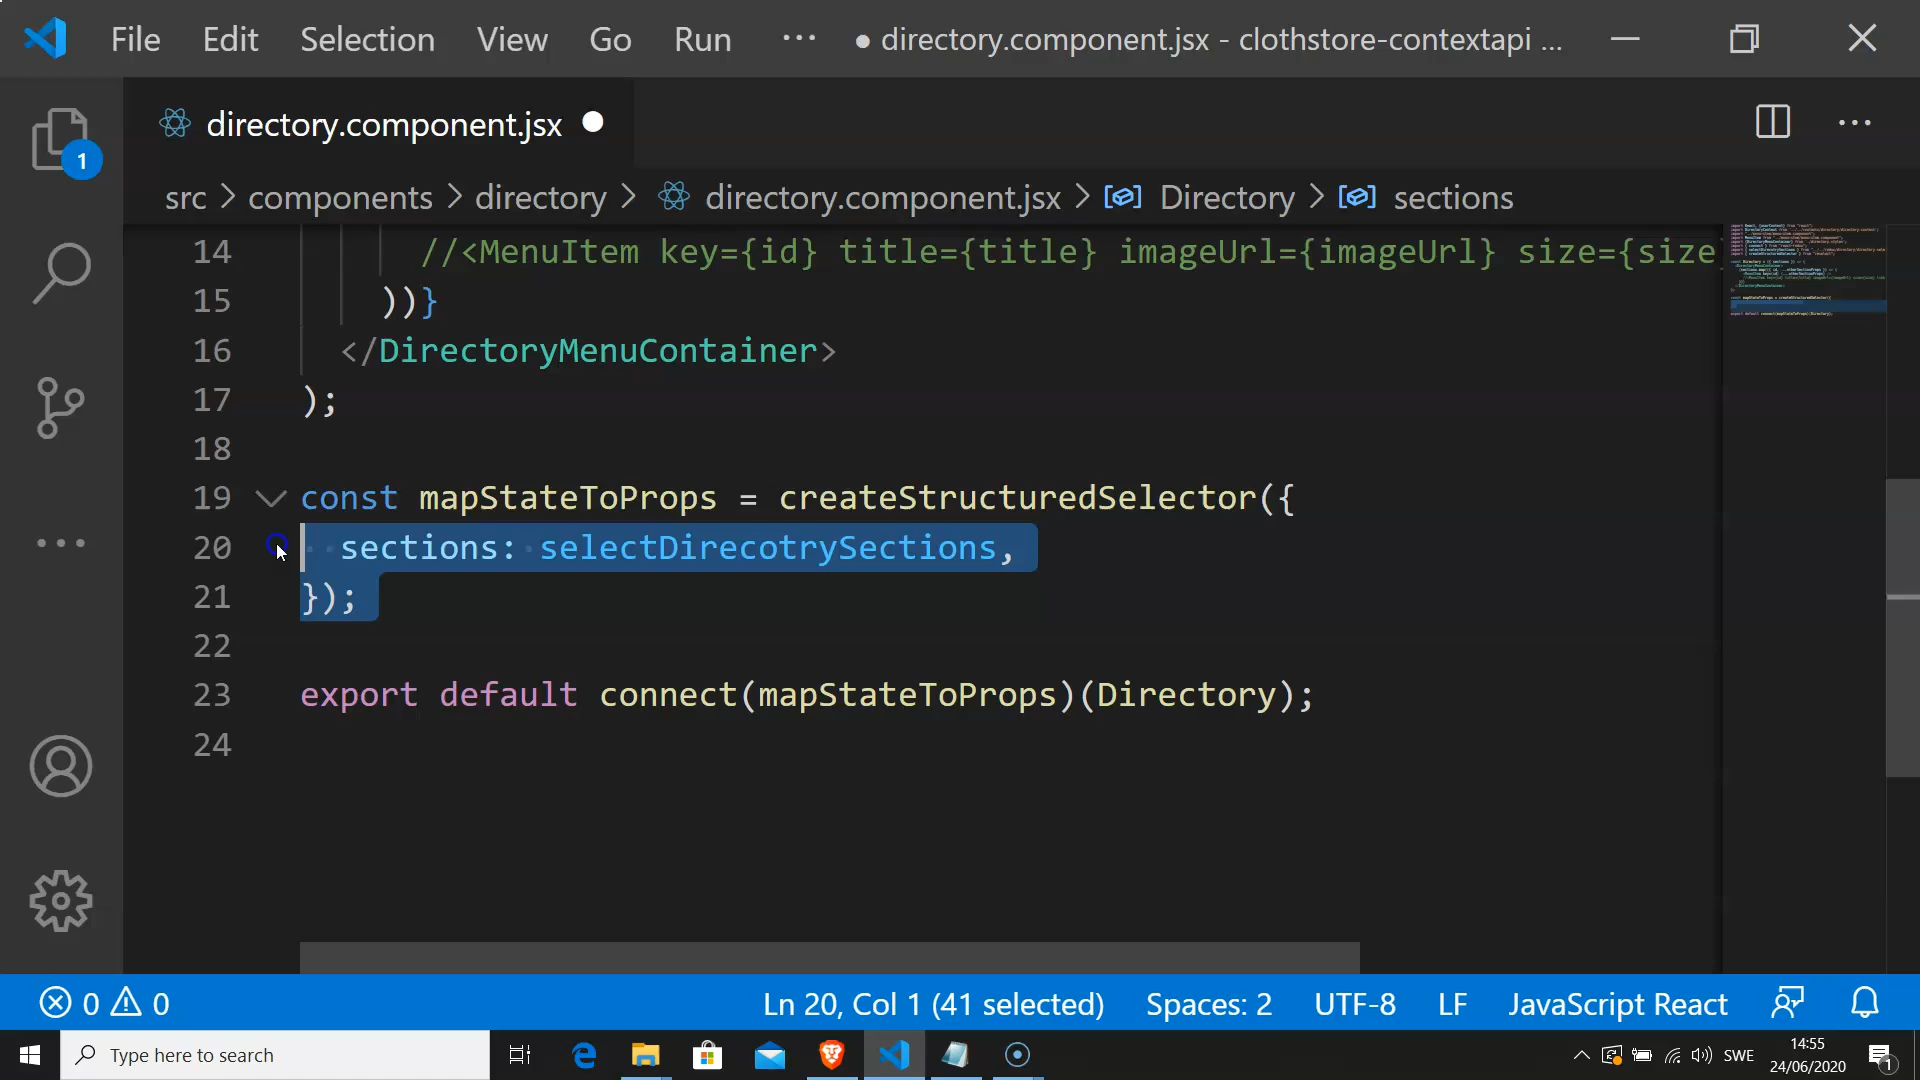 File Edit Selection View Go Run ··· ● directory.component.jsx - clothstore-contextapi ...
directory.component.jsx ●
1
src > components > directory > directory.component.jsx > Directory > sections
14 //<MenuItem key={id} title={title} imageUrl={imageUrl} size={size
15 ))}
16 </DirectoryMenuContainer>
17 );
18
19 const mapStateToProps = createStructuredSelector({
20 sections: selectDirecotrySections,
21 });
22
23 export default connect(mapStateToProps)(Directory);
24
0 0 Ln 20, Col 1 (41 selected) Spaces: 2 UTF-8 LF JavaScript React
Type here to search SWE 14:55
24/06/2020 1